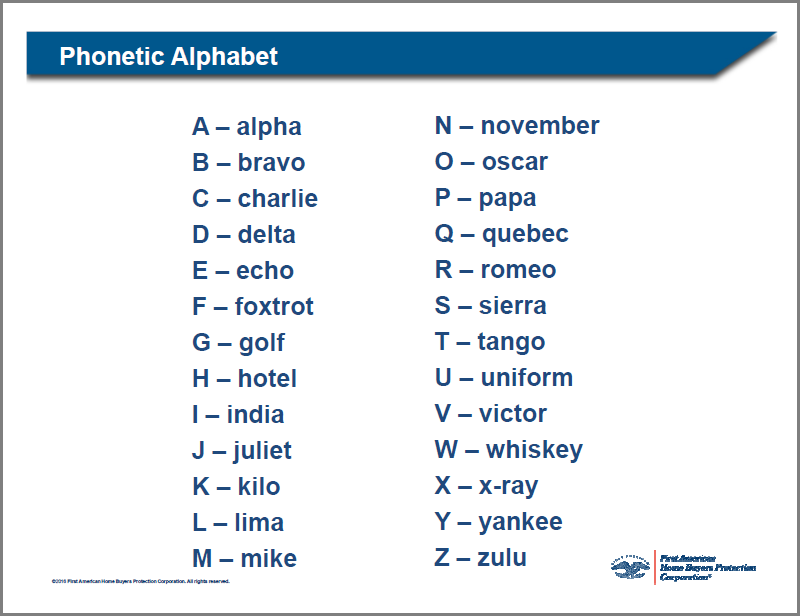 Phonetic Alphabet
A – alpha
B – bravo
C – charlie
D – delta
E – echo
F – foxtrot
G – golf
H – hotel
I – india
J – juliet
K – kilo
L – lima
M – mike
N – november
O – oscar
P – papa
Q – quebec
R – romeo
S – sierra
T – tango
U – uniform
V – victor
W – whiskey
X – x-ray
Y – yankee
Z – zulu
First American
Home Buyers Protection
Corporation®
©2016 First American Home Buyers Protection Corporation. All rights reserved.